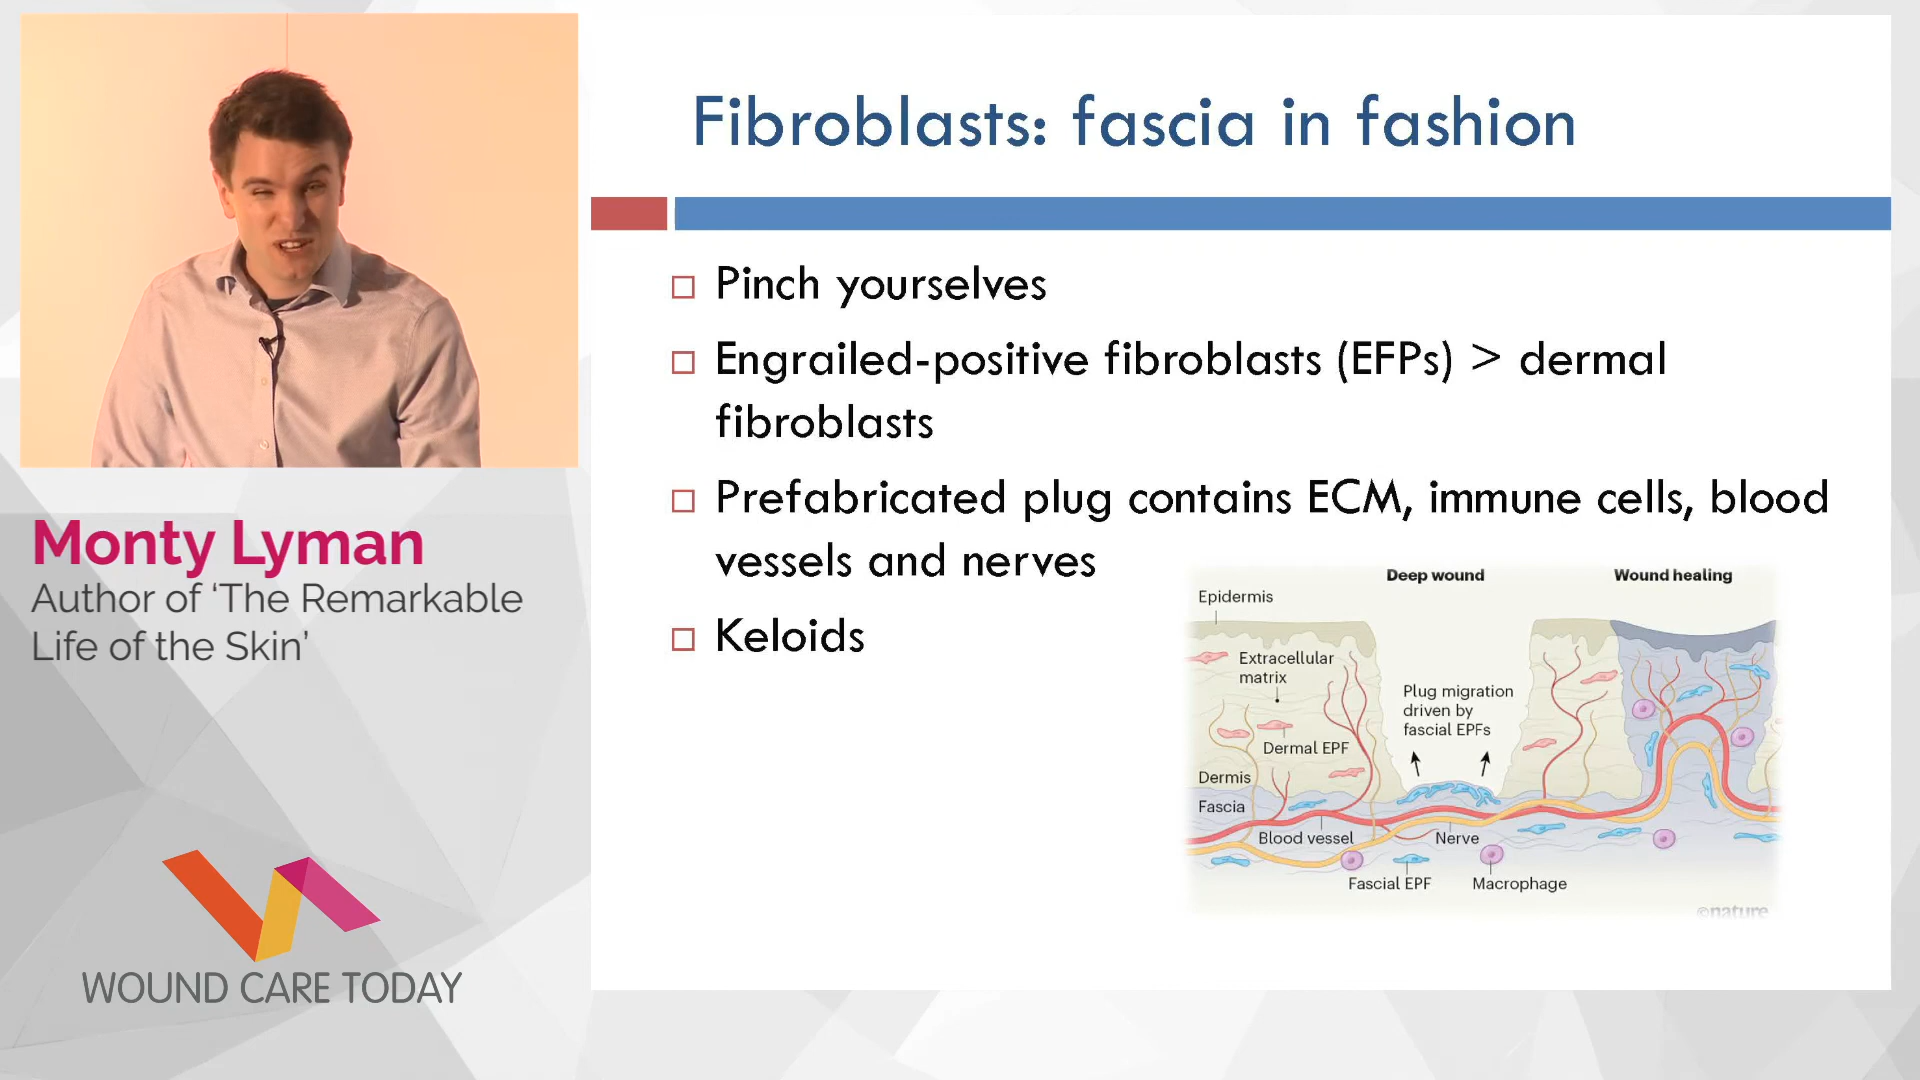 Fibroblasts: fascia in fashion
Pinch yourselves
Engrailed-positive fibroblasts (EFPs) > dermal
fibroblasts
Prefabricated plug contains ECM, immune cells, blood
vessels and nerves
Keloids
Deep wound
Wound healing
Epidermis
Extracellular
matrix
Plug migration
driven by
fascial EPFs
Dermal EPF
Dermis
Fascia
Blood vessel
Nerve
Fascial EPF
Macrophage
©nature
Monty Lyman
Author of ‘The Remarkable
Life of the Skin’
WOUND CARE TODAY